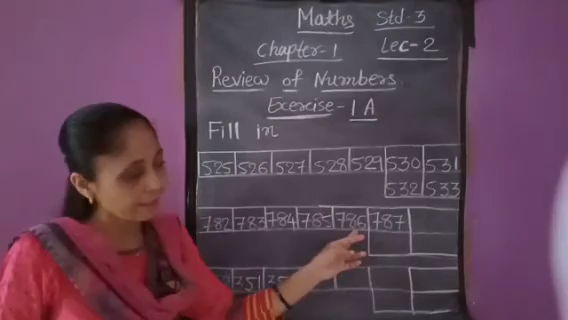 Maths Std-3
Chapter-1 Lec-2
Review of Numbers
Exercise-1A
Fill in
525 526 527 528 529 530 531
532 533
782 783 784 785 786 787
351